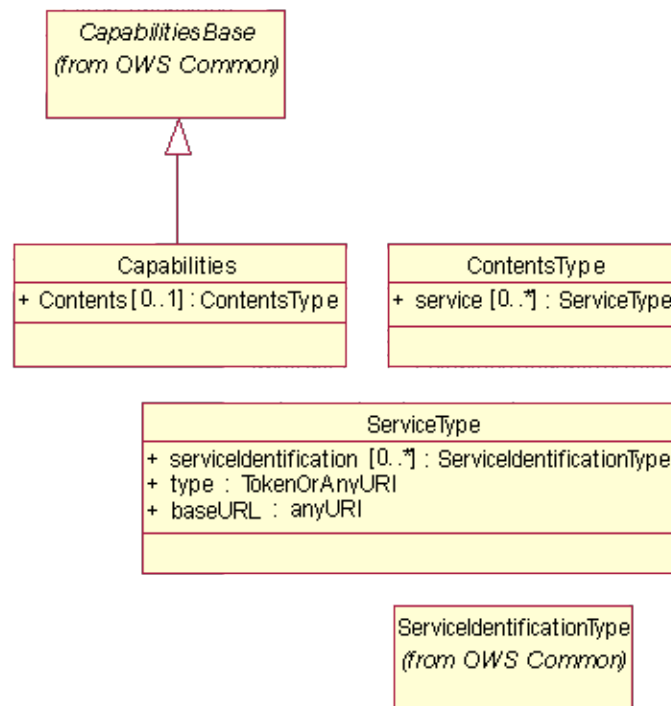 CapabilitiesBase
(from OWS Common)
Capabilities
+ Contents[0..1] : ContentsType
ContentsType
+ service [0..*] : ServiceType
ServiceType
+ serviceIdentification [0..*] : ServiceIdentificationType
+ type : TokenOrAnyURI
+ baseURL : anyURI
ServiceIdentificationType
(from OWS Common)